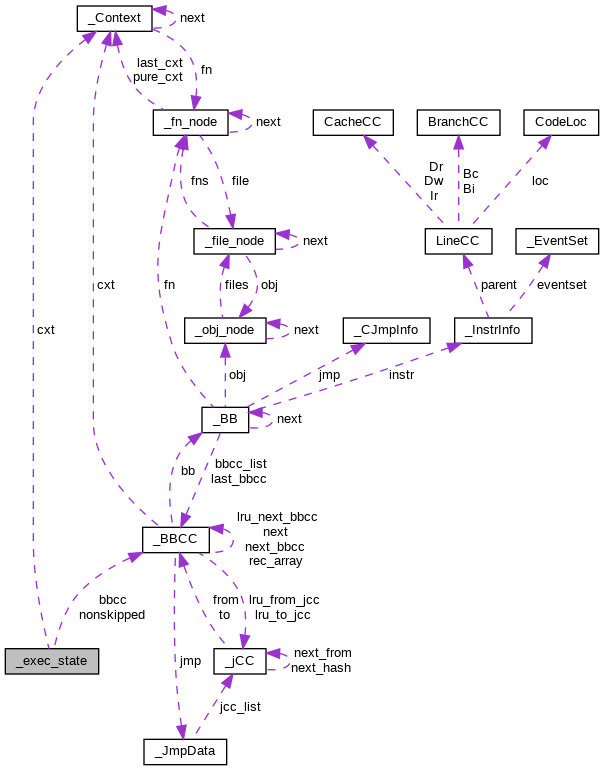 _Context
next
last_cxt
pure_cxt
fn
_fn_node
next
CacheCC
BranchCC
CodeLoc
fns
file
Dr
Dw
Ir
Bc
Bi
loc
_file_node
next
LineCC
_EventSet
fn
cxt
files
obj
parent
eventset
cxt
_obj_node
next
_CJmpInfo
_InstrInfo
obj
jmp
instr
_BB
next
bb
bbcc_list
last_bbcc
_BBCC
lru_next_bbcc
next
next_bbcc
rec_array
bbcc
nonskipped
from
to
lru_from_jcc
lru_to_jcc
_exec_state
jmp
_jCC
next_from
next_hash
jcc_list
_JmpData